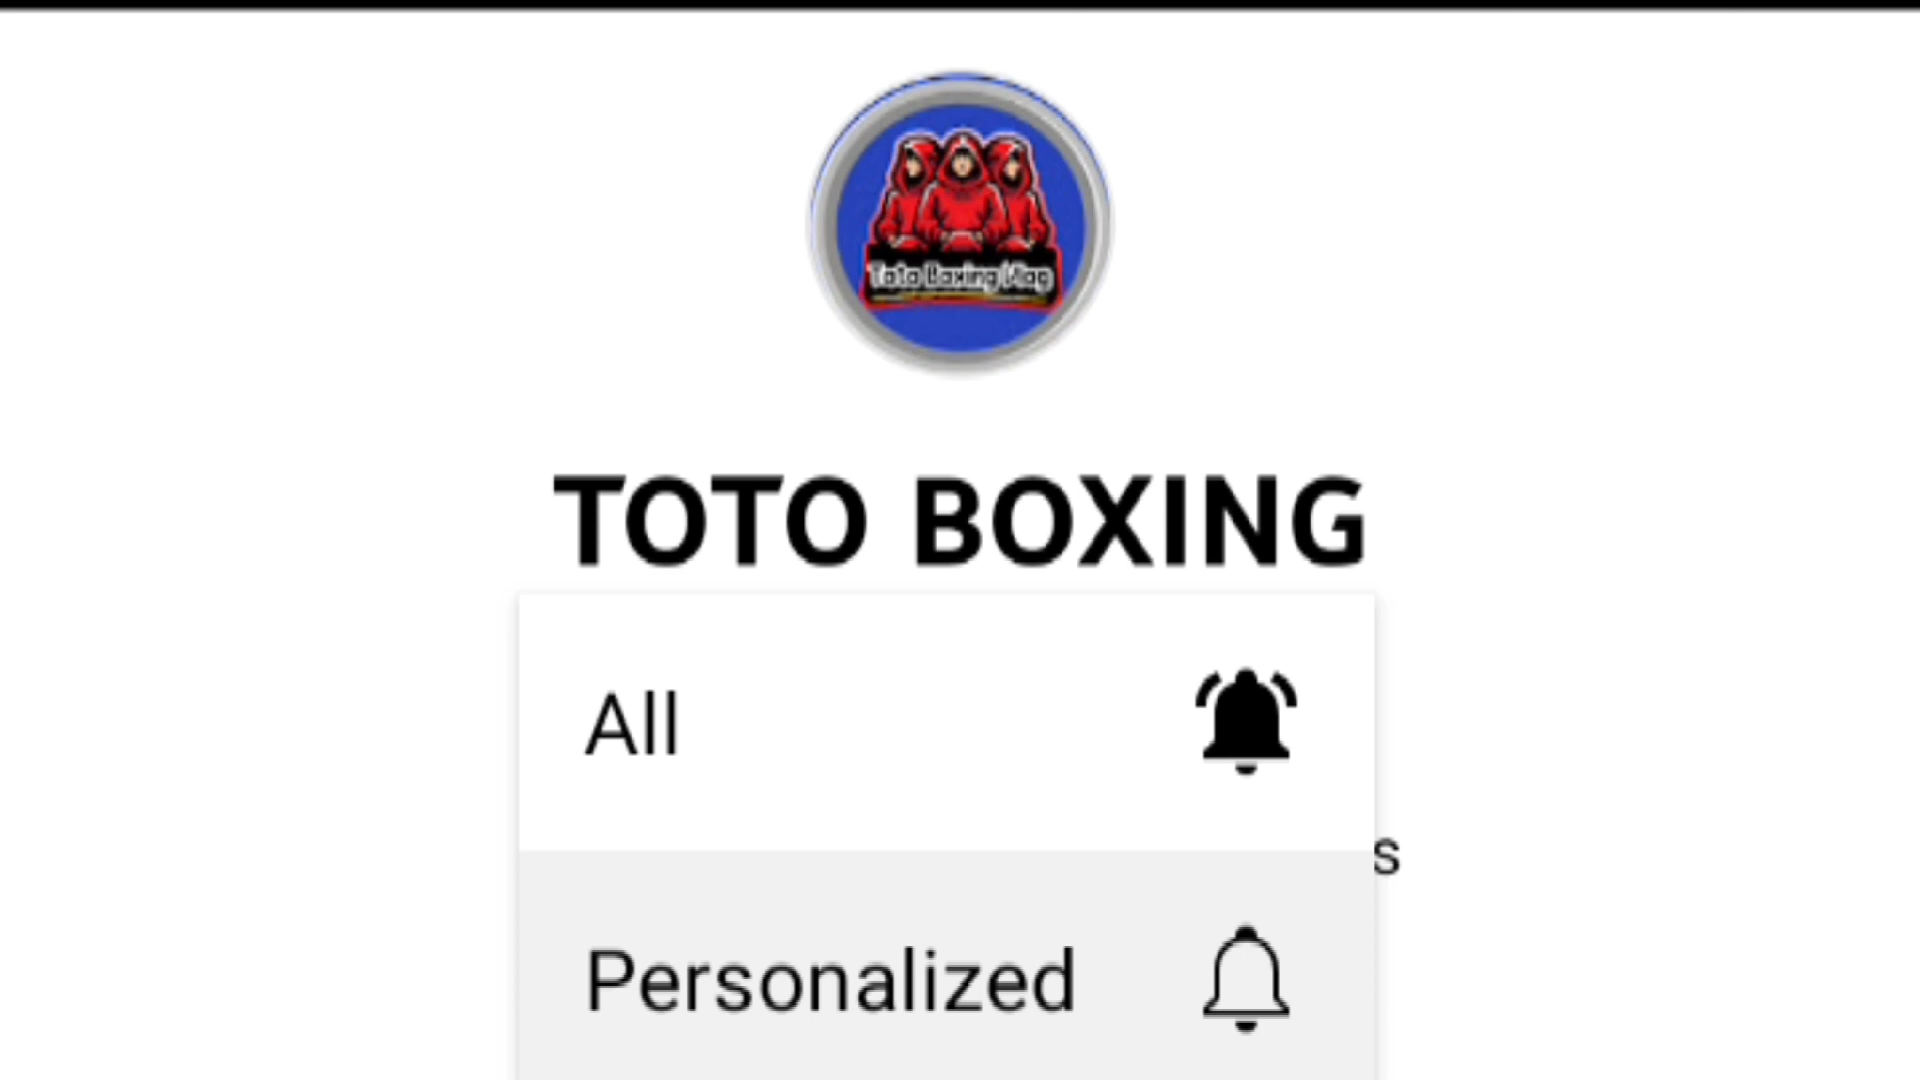 Toto Boxing Vlog
TOTO BOXING
All
s
Personalized